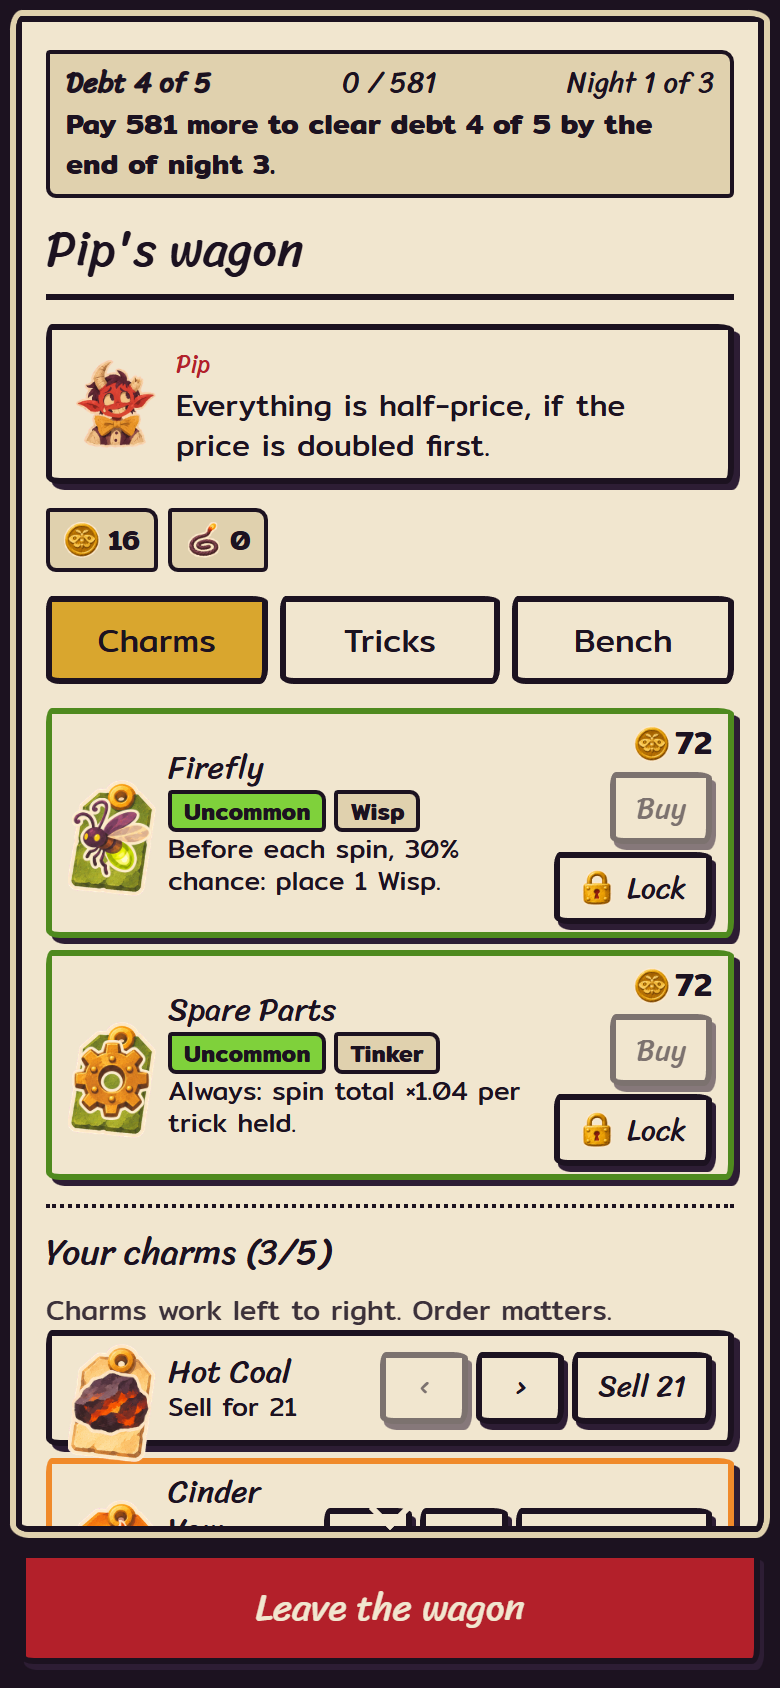 Debt 4 of 5 0 / 581 Night 1 of 3
Pay 581 more to clear debt 4 of 5 by the
end of night 3.
Pip's wagon
Pip
Everything is half-price, if the
price is doubled first.
16 0
Charms Tricks Bench
72
Firefly
Uncommon Wisp
Buy
Before each spin, 30%
chance: place 1 Wisp.
Lock
72
Spare Parts
Uncommon Tinker
Buy
Always: spin total ×1.04 per
trick held.
Lock
Your charms (3/5)
Charms work left to right. Order matters.
Hot Coal
Sell for 21
‹ › Sell 21
Cinder
Leave the wagon